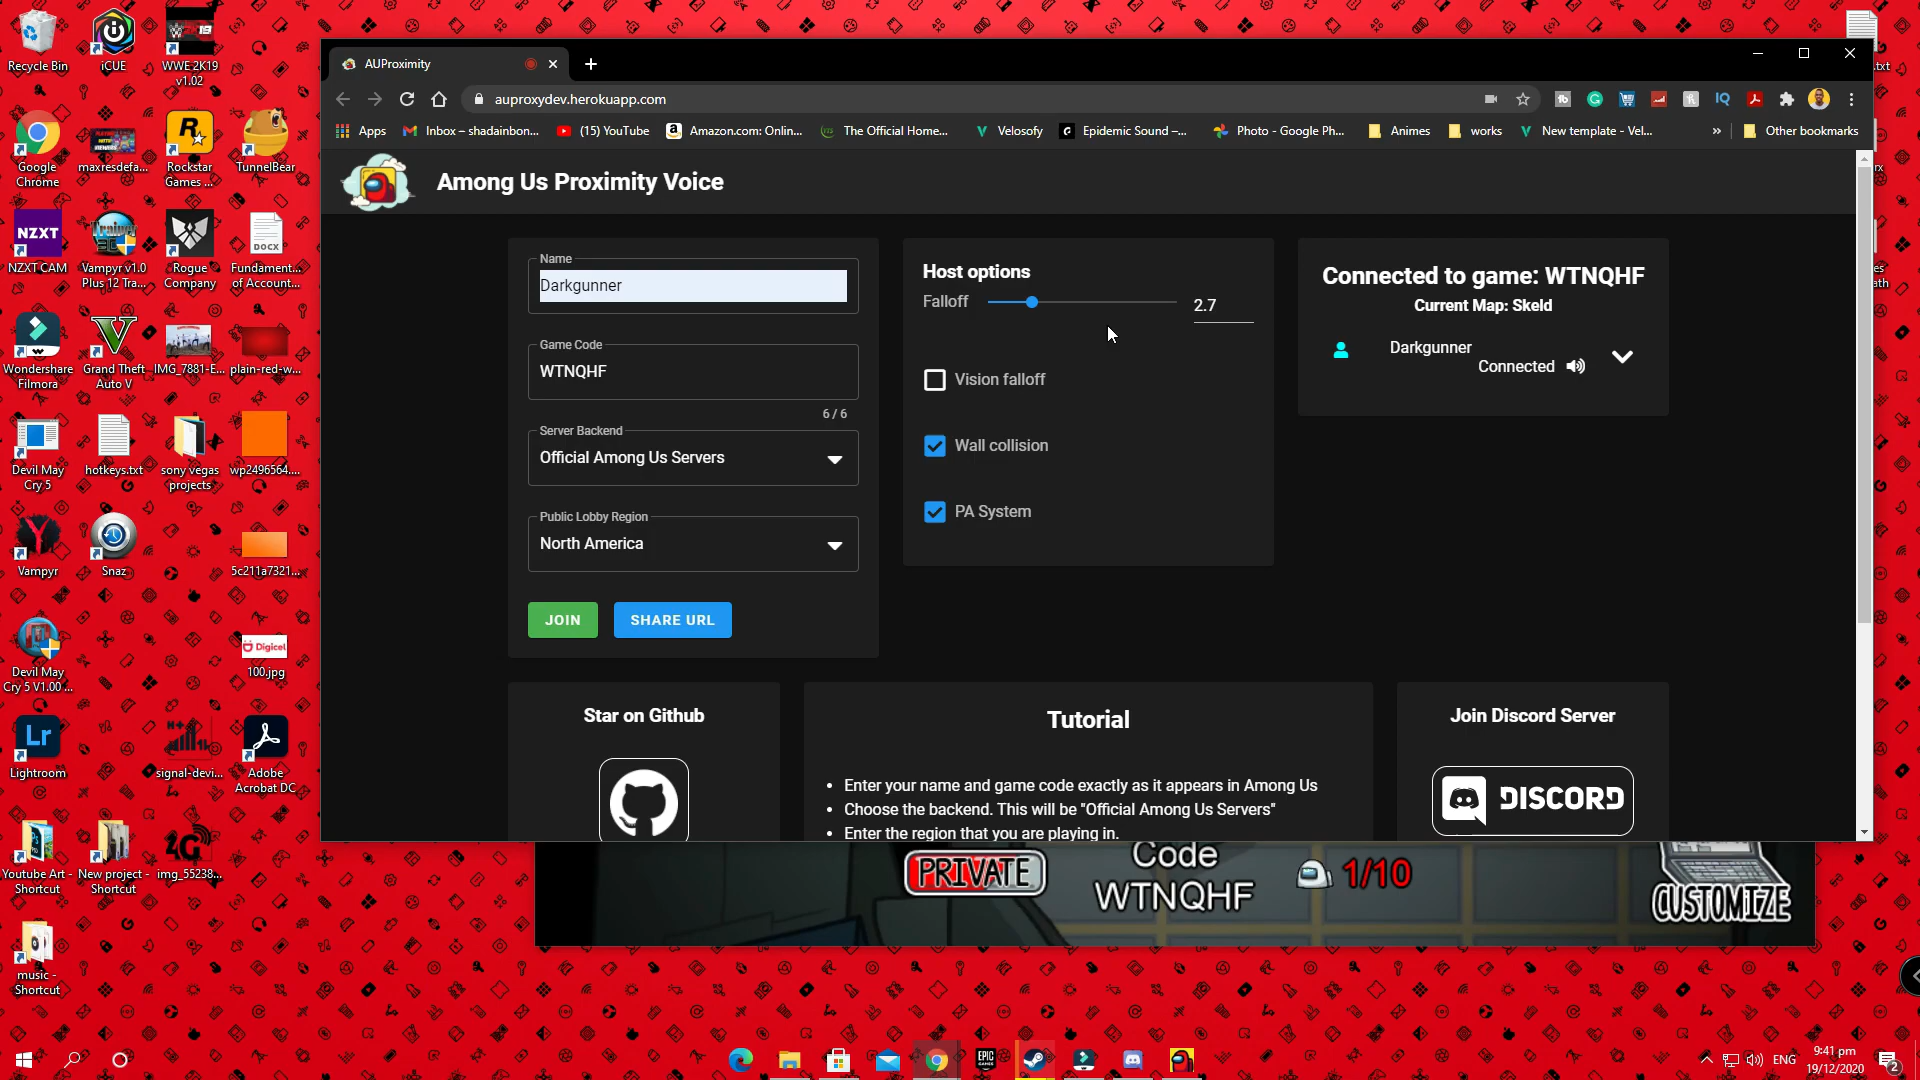 Recycle Bin
iCUE
WWE 2K19
v1.02
Google
Chrome
maxresdefa...
Rockstar
Games ...
TunnelBear
NZXT
NZXT CAM
Vampyr v1.0
Plus 12 Tra...
Rogue
Company
DOCX
Fundament...
of Account...
Wondershare
Filmora
Grand Theft
Auto V
IMG_7881-E...
plain-red-w...
Devil May
Cry 5
hotkeys.txt
sony vegas
projects
wp2496564....
Vampyr
Snaz
5c211a7321...
Devil May
Cry 5 V1.00 ...
Digicel
100.jpg
Lr
Lightroom
signal-devi...
Adobe
Acrobat DC
Youtube Art -
Shortcut
New project -
Shortcut
4G
img_55238...
music -
Shortcut
.txt
AUProximity
auproxydev.herokuapp.com
Apps
Inbox – shadainbon...
(15) YouTube
Amazon.com: Onlin...
The Official Home...
Velosofy
Epidemic Sound –...
Photo - Google Ph...
Animes
works
New template - Vel...
»
Other bookmarks
Among Us Proximity Voice
Name
Darkgunner
Game Code
WTNQHF
6 / 6
Server Backend
Official Among Us Servers
Public Lobby Region
North America
JOIN
SHARE URL
Host options
Falloff
2.7
Vision falloff
Wall collision
PA System
Connected to game: WTNQHF
Current Map: Skeld
Darkgunner
Connected
Star on Github
Tutorial
• Enter your name and game code exactly as it appears in Among Us
• Choose the backend. This will be "Official Among Us Servers"
• Enter the region that you are playing in.
Join Discord Server
DISCORD
PRIVATE
Code
WTNQHF
1/10
CUSTOMIZE
EPIC
GAMES
ENG
9:41 pm
19/12/2020
2